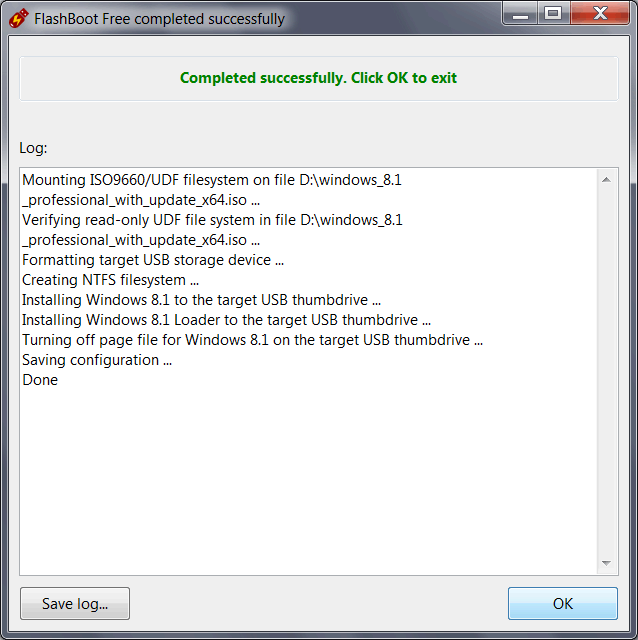 FlashBoot Free completed successfully
Completed successfully. Click OK to exit
Log:
Mounting ISO9660/UDF filesystem on file D:\windows_8.1
_professional_with_update_x64.iso ...
Verifying read-only UDF file system in file D:\windows_8.1
_professional_with_update_x64.iso ...
Formatting target USB storage device ...
Creating NTFS filesystem ...
Installing Windows 8.1 to the target USB thumbdrive ...
Installing Windows 8.1 Loader to the target USB thumbdrive ...
Turning off page file for Windows 8.1 on the target USB thumbdrive ...
Saving configuration ...
Done
Save log...
OK